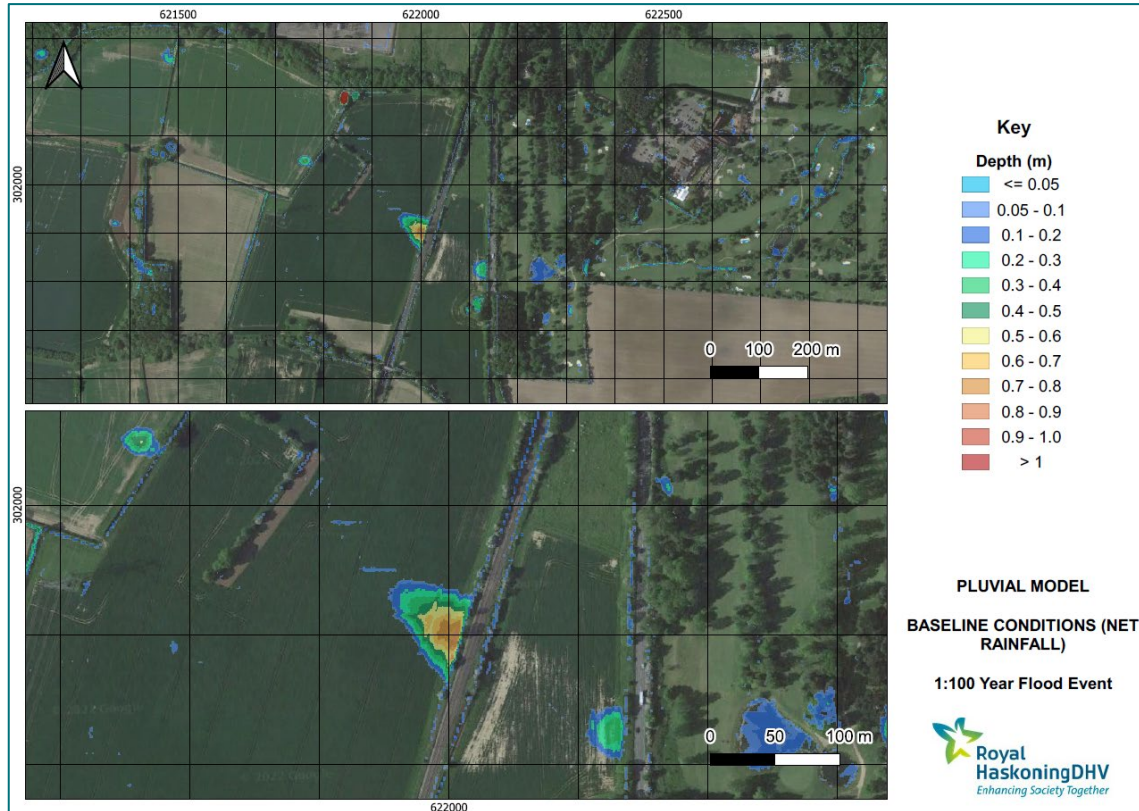 621500 622000 622500
302000
0 100 200 m
302000
0 50 100 m
622000
Key
Depth (m)
<= 0.05
0.05 - 0.1
0.1 - 0.2
0.2 - 0.3
0.3 - 0.4
0.4 - 0.5
0.5 - 0.6
0.6 - 0.7
0.7 - 0.8
0.8 - 0.9
0.9 - 1.0
> 1
PLUVIAL MODEL
BASELINE CONDITIONS (NET
RAINFALL)
1:100 Year Flood Event
Royal
HaskoningDHV
Enhancing Society Together